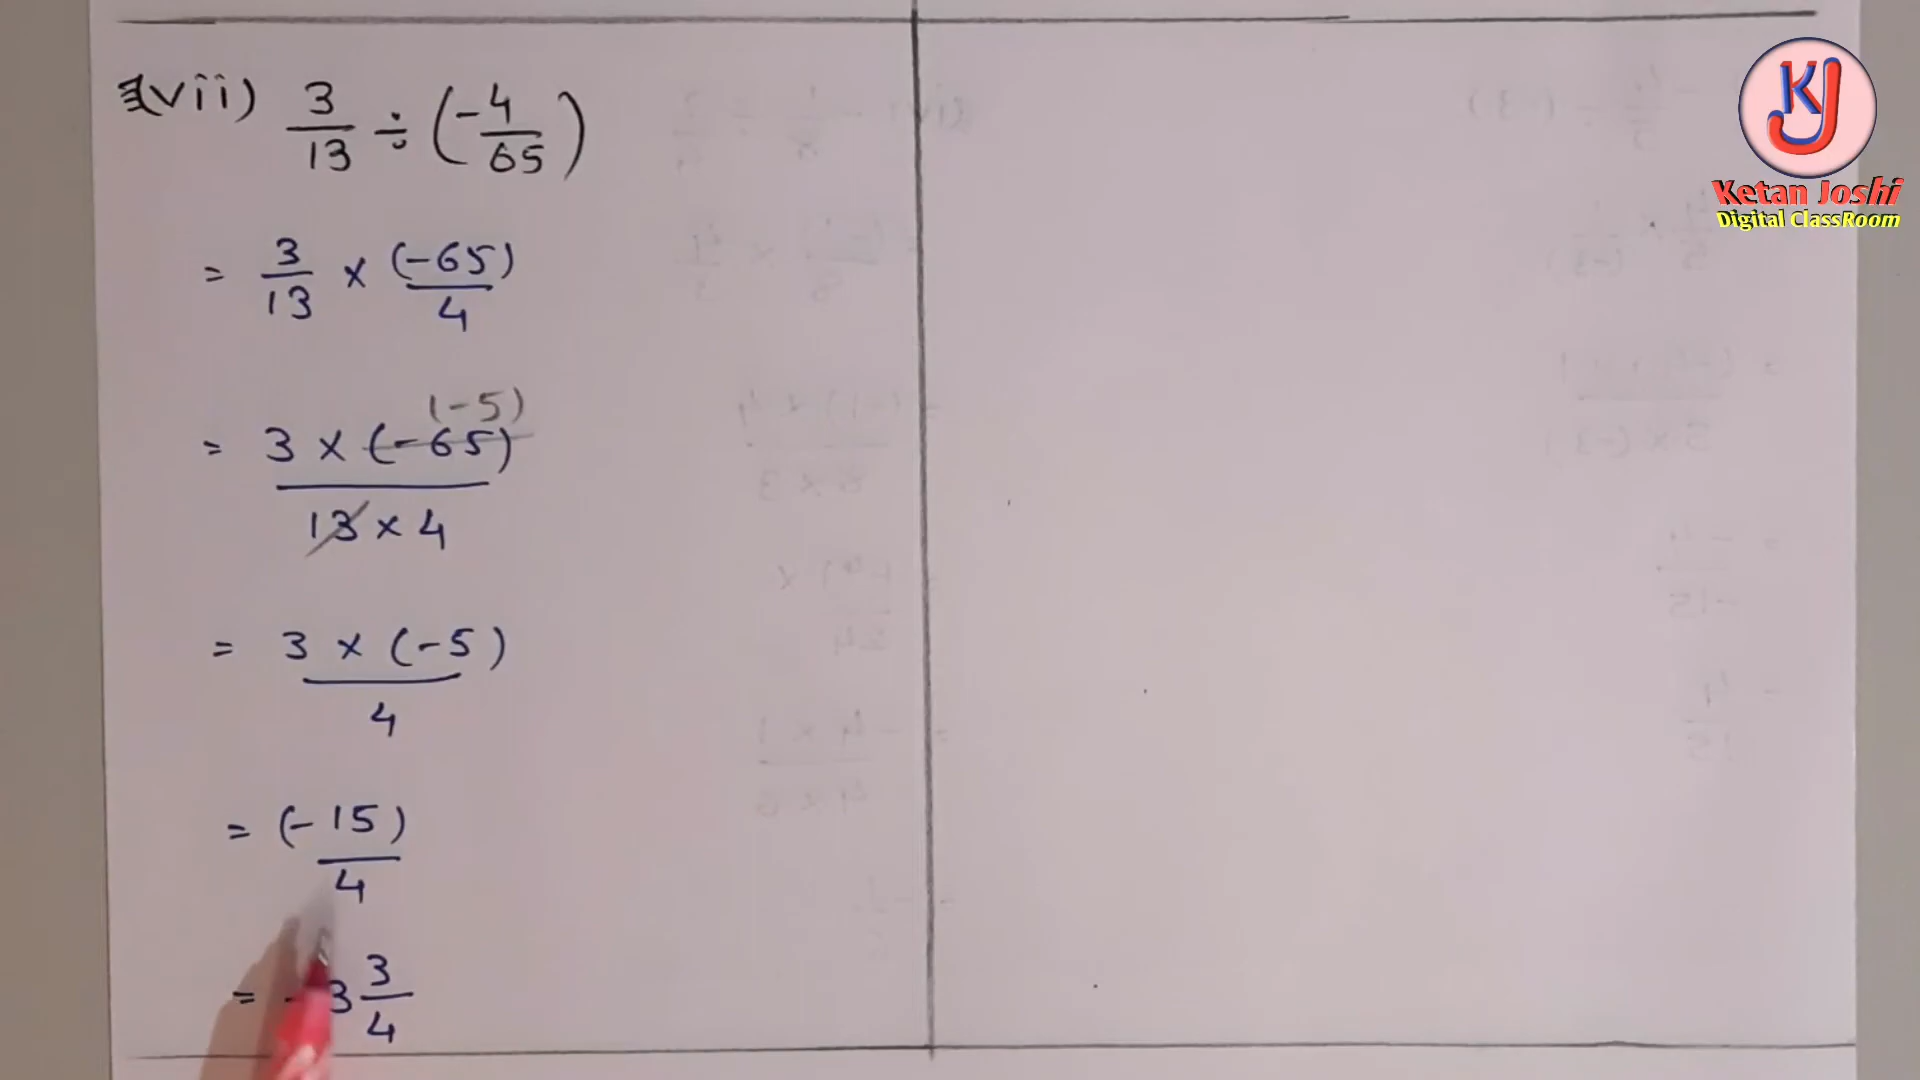 (vii) 3/13 ÷ (-4/65)
= 3/13 × (-65)/4
(-5)
= 3 × (-65)
13 × 4
= 3 × (-5)
4
= (-15)
4
= -3 3/4
KJ
Ketan Joshi
Digital ClassRoom